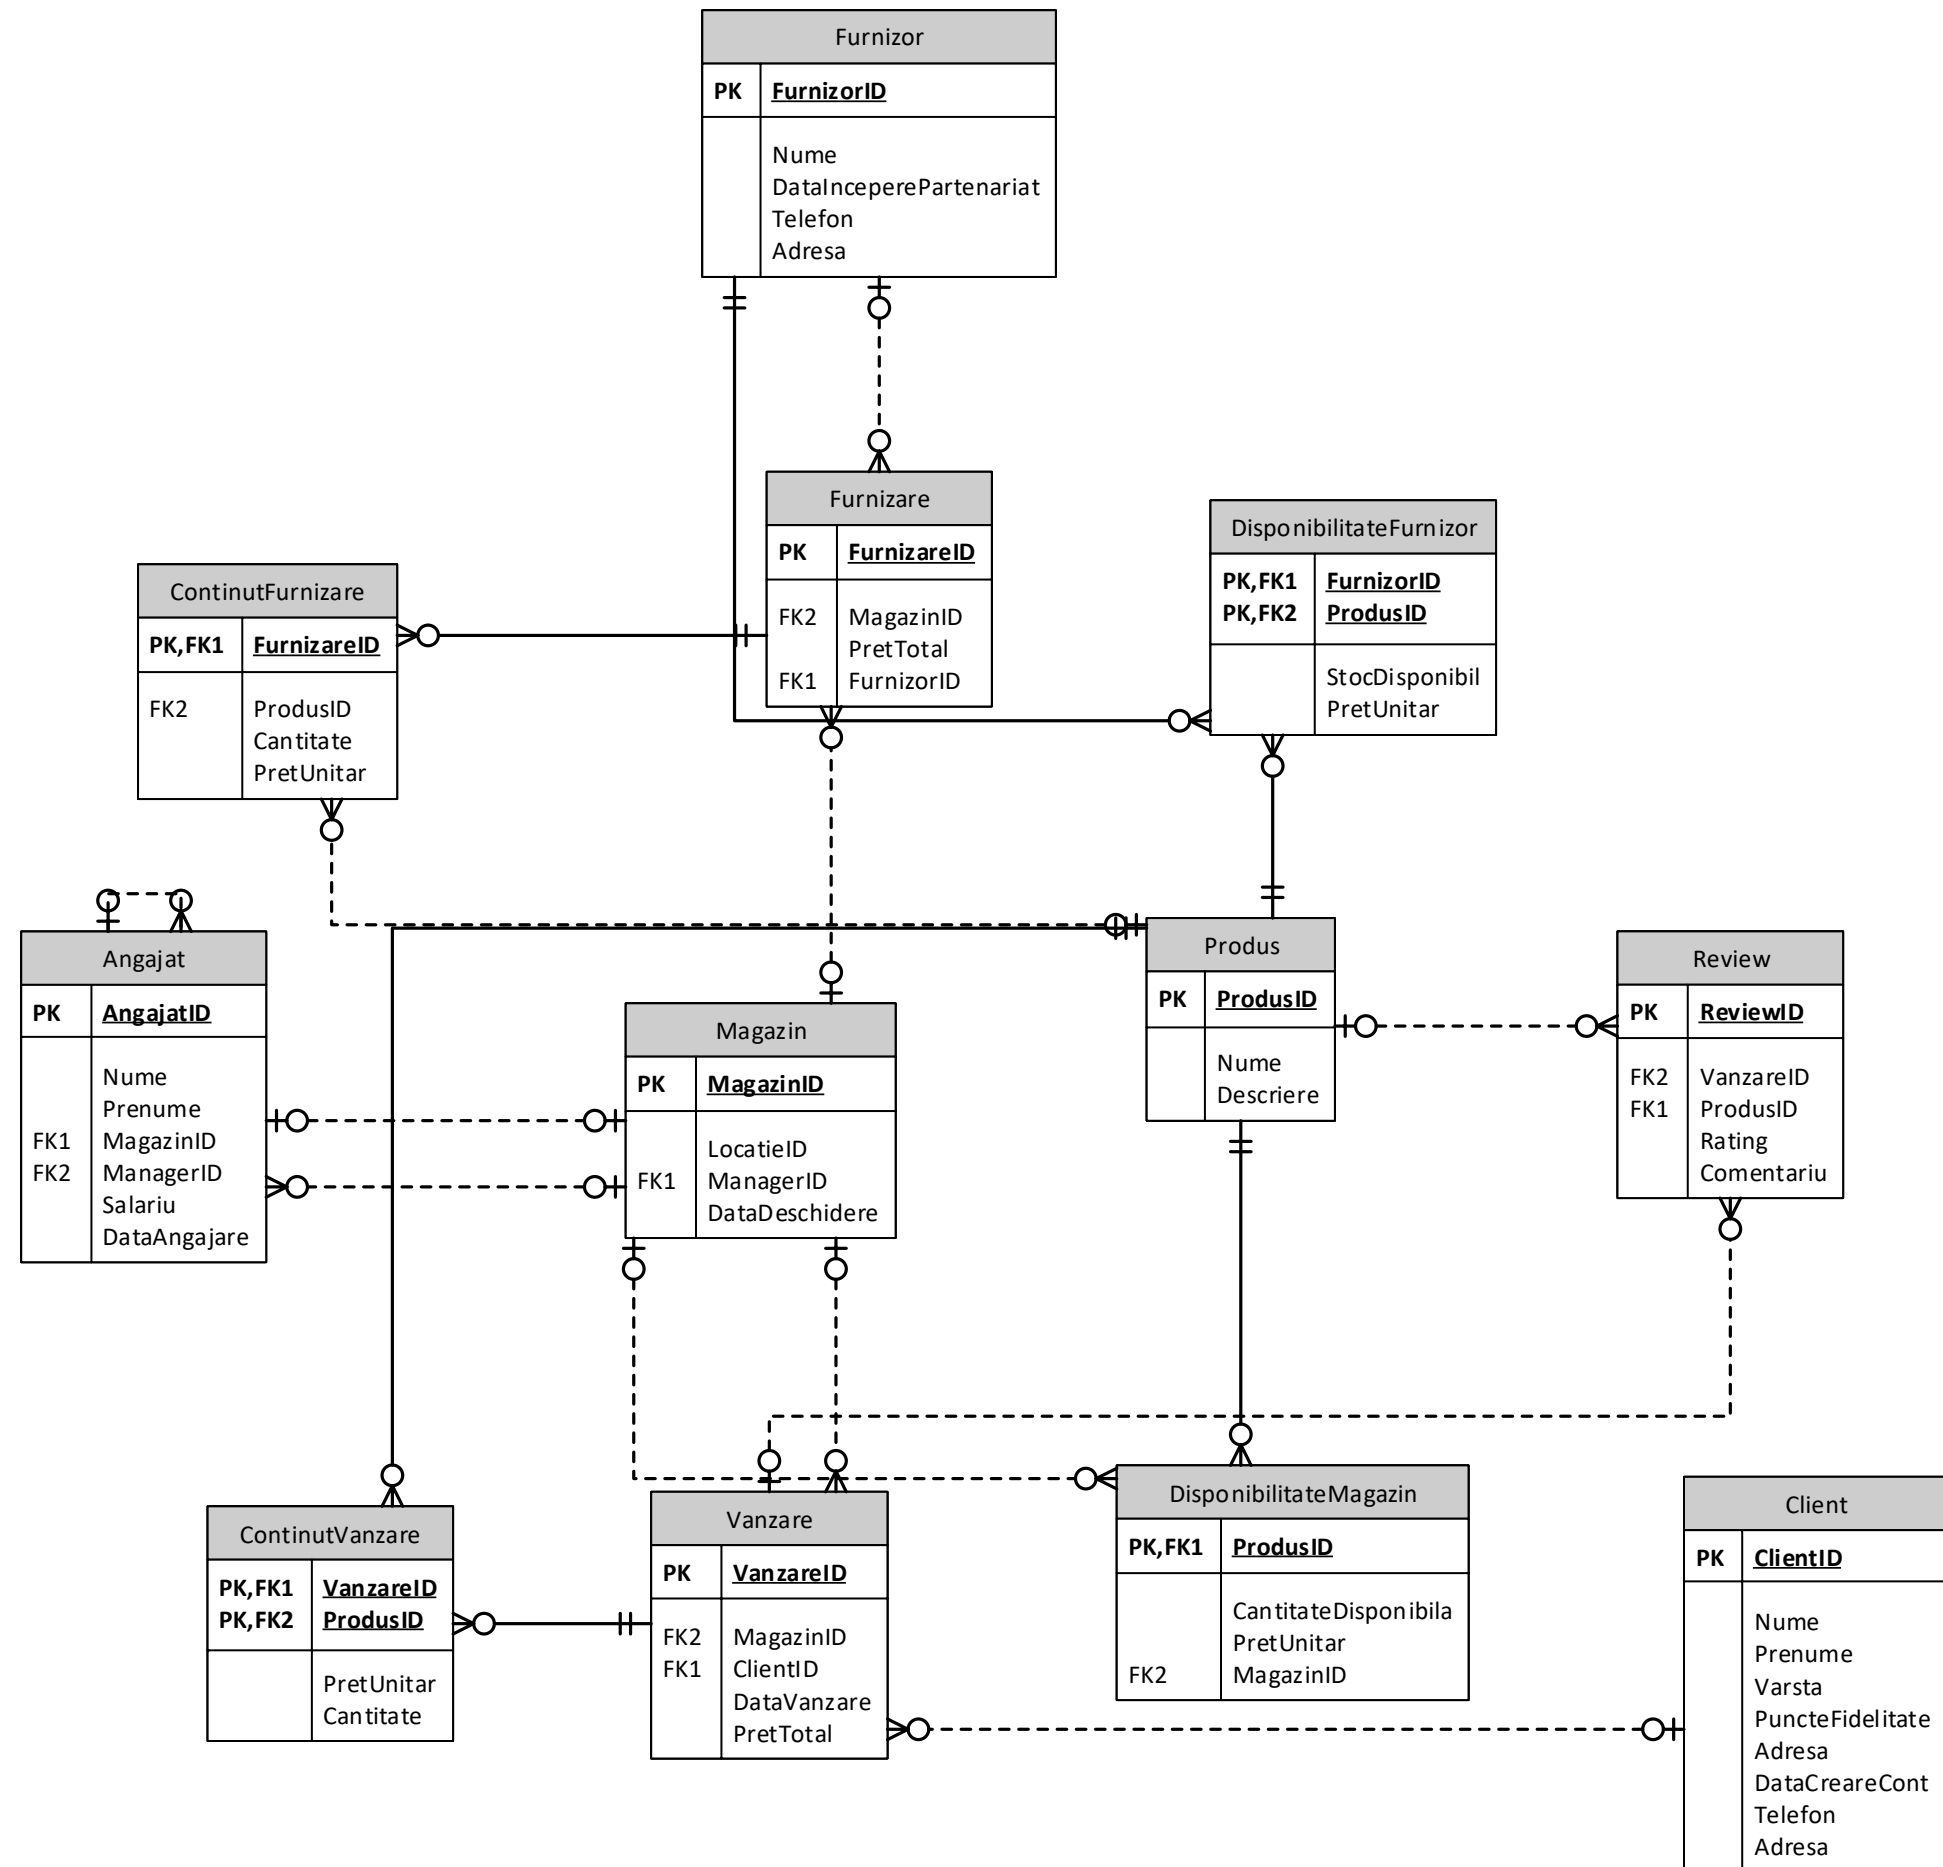 Furnizor
PK FurnizorID
Nume
DataInceperePartenariat
Telefon
Adresa
Furnizare
PK FurnizareID
FK2 MagazinID
PretTotal
FK1 FurnizorID
DisponibilitateFurnizor
PK,FK1 FurnizorID
PK,FK2 ProdusID
StocDisponibil
PretUnitar
ContinutFurnizare
PK,FK1 FurnizareID
FK2 ProdusID
Cantitate
PretUnitar
Angajat
PK AngajatID
Nume
Prenume
FK1 MagazinID
FK2 ManagerID
Salariu
DataAngajare
Magazin
PK MagazinID
LocatieID
FK1 ManagerID
DataDeschidere
Produs
PK ProdusID
Nume
Descriere
Review
PK ReviewID
FK2 VanzareID
FK1 ProdusID
Rating
Comentariu
ContinutVanzare
PK,FK1 VanzareID
PK,FK2 ProdusID
PretUnitar
Cantitate
Vanzare
PK VanzareID
FK2 MagazinID
FK1 ClientID
DataVanzare
PretTotal
DisponibilitateMagazin
PK,FK1 ProdusID
CantitateDisponibila
PretUnitar
FK2 MagazinID
Client
PK ClientID
Nume
Prenume
Varsta
PuncteFidelitate
Adresa
DataCreareCont
Telefon
Adresa